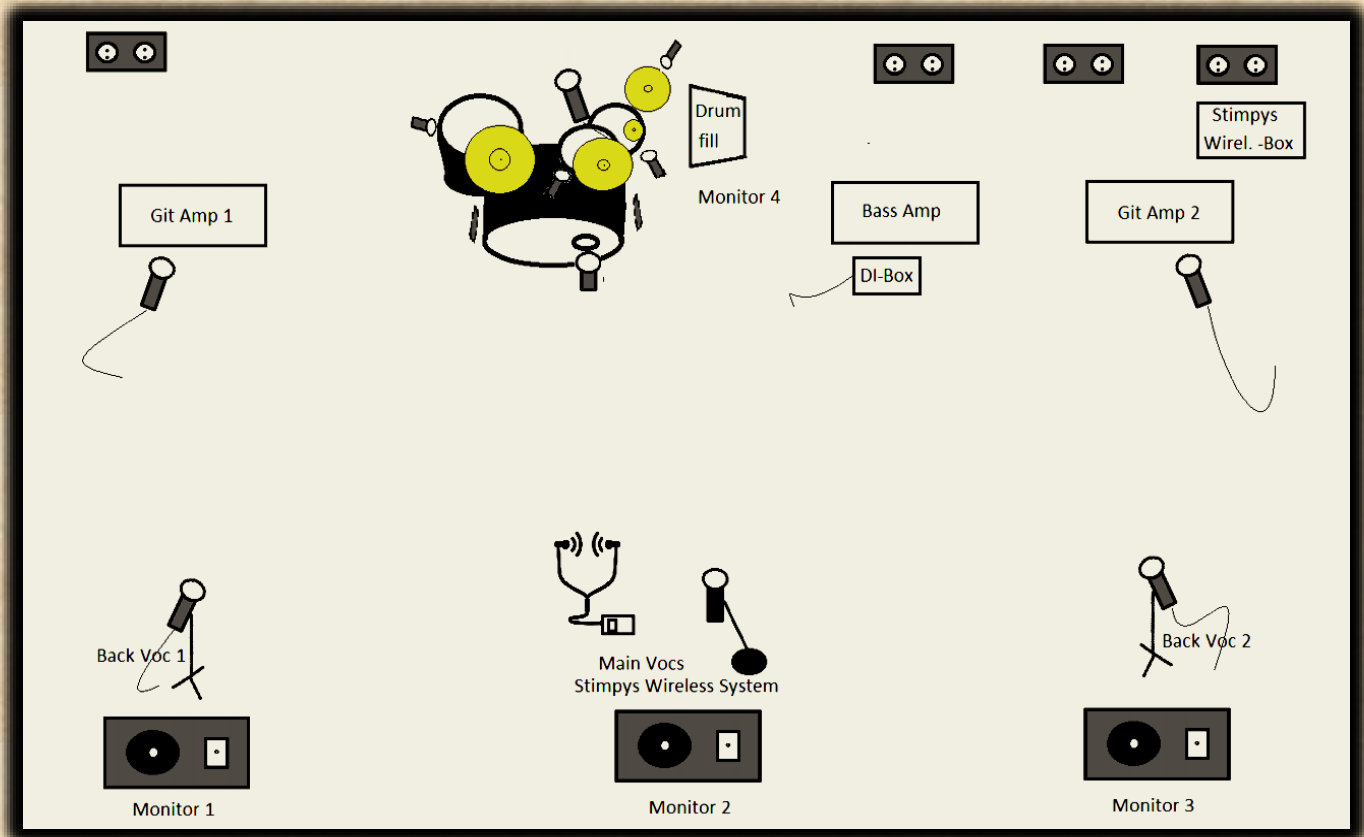 Drum
fill
Monitor 4
Stimpys
Wirel. -Box
Git Amp 1
Bass Amp
Git Amp 2
DI-Box
Back Voc 1
Main Vocs
Stimpys Wireless System
Back Voc 2
Monitor 1
Monitor 2
Monitor 3